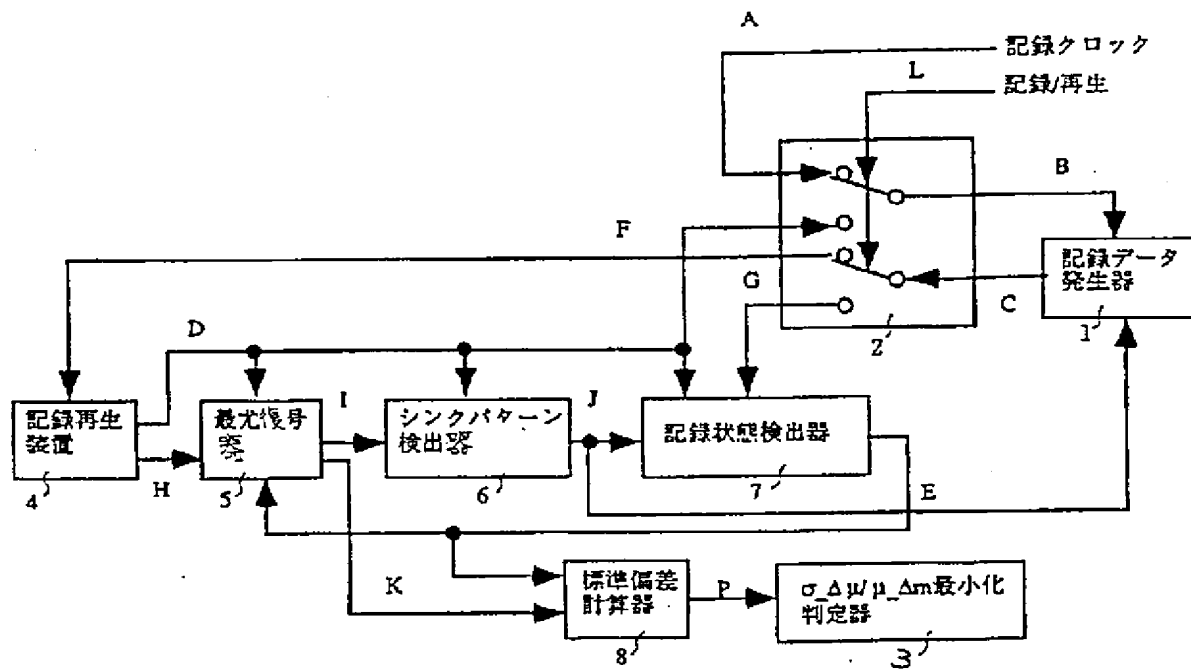 A
記録クロック
L
記録/再生
B
F
記録データ
発生器
G
C
1
2
D
I
J
記録再生
装置
最尤復号
器
シンクパターン
検出器
記録状態検出器
4
H
5
6
7
E
K
標準偏差
計算器
P
σ_Δμ/μ_Δm最小化
判定器
8
3